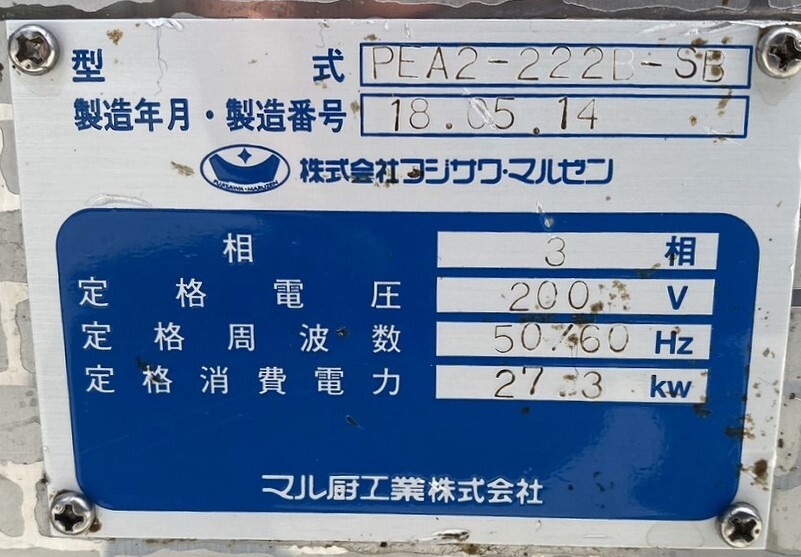 型式 PEA2-222B-SB
製造年月・製造番号 18.05.14
株式会社フジサワ・マルゼン
相 3 相
定格電圧 200 V
定格周波数 50/60 Hz
定格消費電力 27.3 kw
マル厨工業株式会社